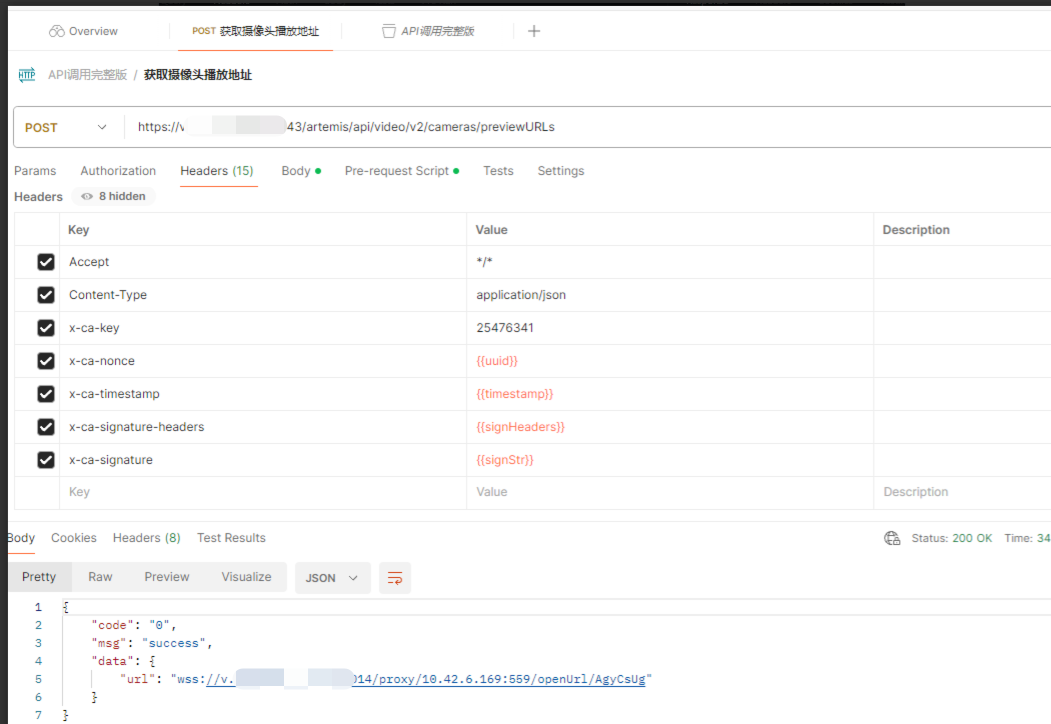 Overview POST 获取摄像头播放地址 API调用完整版 +
HTTP API调用完整版 / 获取摄像头播放地址
POST https://v 43/artemis/api/video/v2/cameras/previewURLs
Params Authorization Headers (15) Body Pre-request Script Tests Settings
Headers 8 hidden
Key Value Description
Accept */*
Content-Type application/json
x-ca-key 25476341
x-ca-nonce {{uuid}}
x-ca-timestamp {{timestamp}}
x-ca-signature-headers {{signHeaders}}
x-ca-signature {{signStr}}
Key Value Description
Body Cookies Headers (8) Test Results Status: 200 OK Time: 34
Pretty Raw Preview Visualize JSON
1 {
2 "code": "0",
3 "msg": "success",
4 "data": {
5 "url": "wss://v. 014/proxy/10.42.6.169:559/openUrl/AgyCsUg"
6 }
7 }